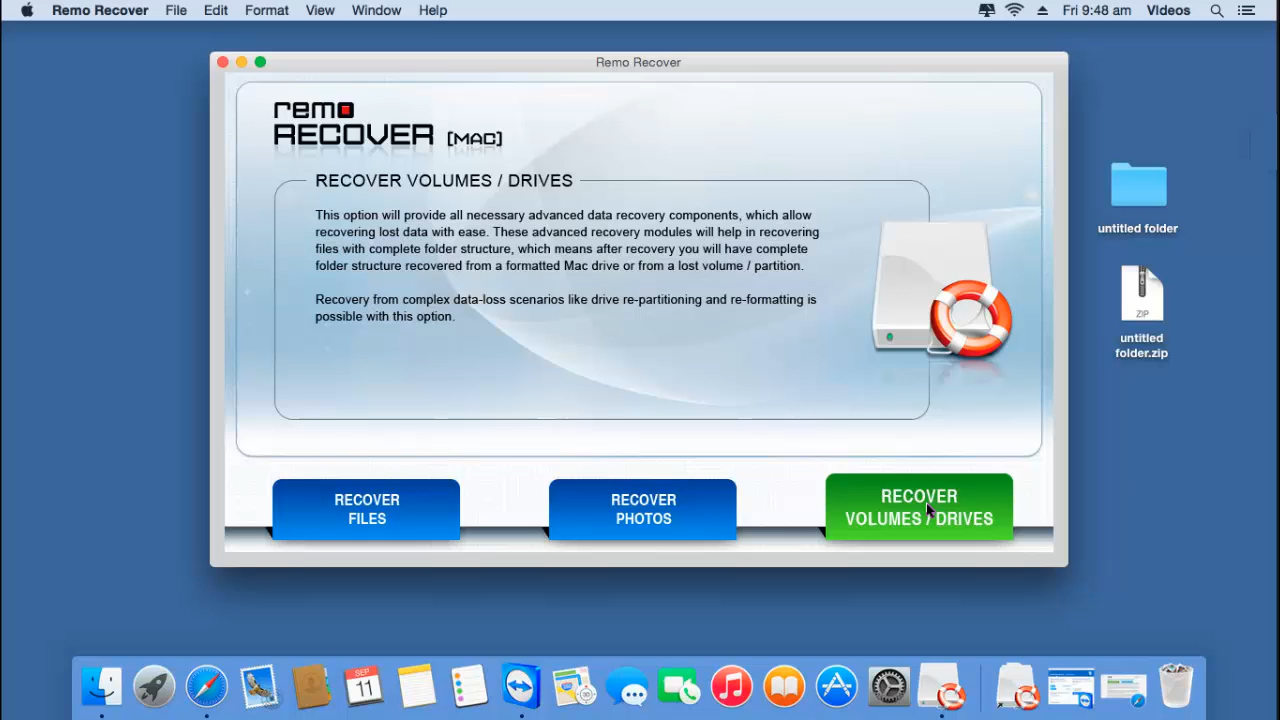 Remo Recover File Edit Format View Window Help Fri 9:48 am VIdeos
Remo Recover
remo
RECOVER [MAC]
RECOVER VOLUMES / DRIVES
This option will provide all necessary advanced data recovery components, which allow
recovering lost data with ease. These advanced recovery modules will help in recovering
files with complete folder structure, which means after recovery you will have complete
folder structure recovered from a formatted Mac drive or from a lost volume / partition.
Recovery from complex data-loss scenarios like drive re-partitioning and re-formatting is
possible with this option.
untitled folder
ZIP
untitled
folder.zip
RECOVER
FILES
RECOVER
PHOTOS
RECOVER
VOLUMES / DRIVES
SEP
11